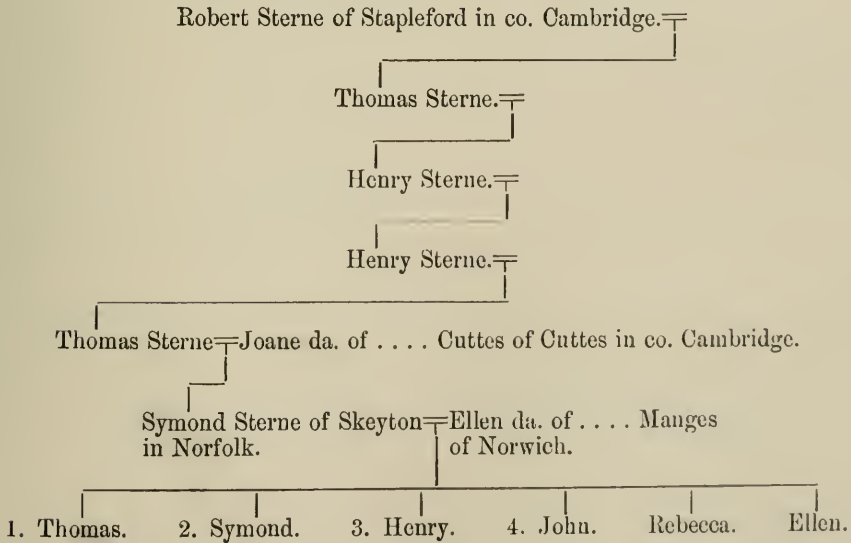 Robert Sterne of Stapleford in co. Cambridge.
Thomas Sterne.
Henry Sterne.
Henry Sterne.
Thomas Sterne Joane da. of . . . . Cuttes of Cuttes in co. Cambridge.
Symond Sterne of Skeyton Ellen da. of . . . . Manges
in Norfolk. of Norwich.
1. Thomas. 2. Symond. 3. Henry. 4. John. Rebecca. Ellen.